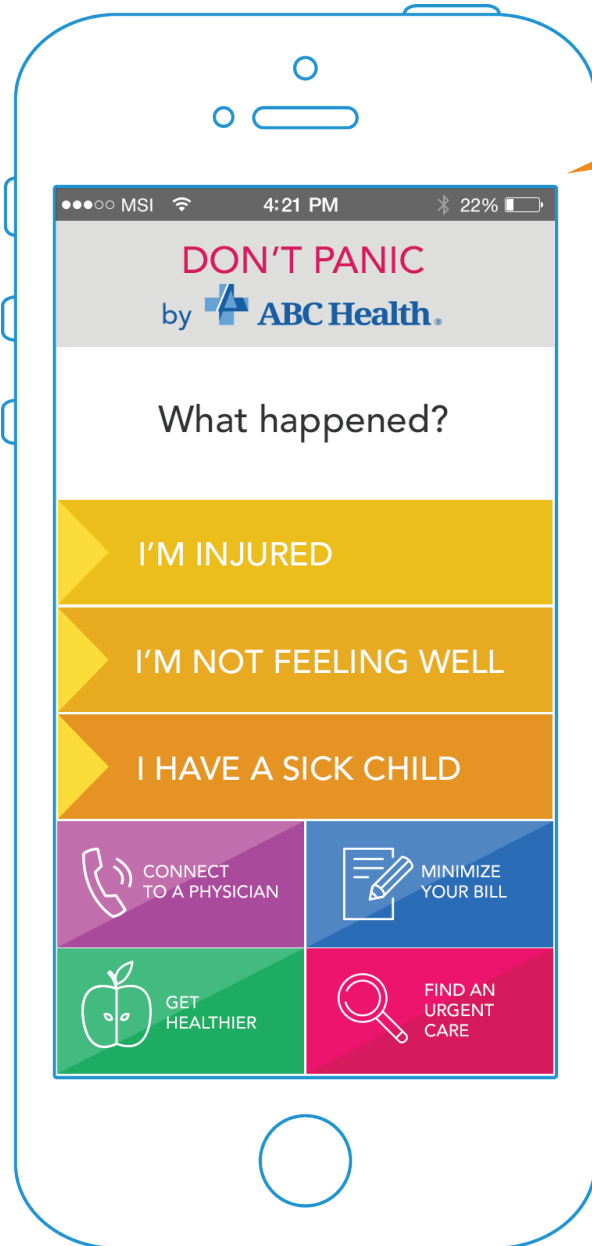 MSI 4:21 PM 22%
DON'T PANIC
by ABC Health®
What happened?
I'M INJURED
I'M NOT FEELING WELL
I HAVE A SICK CHILD
CONNECT
TO A PHYSICIAN
MINIMIZE
YOUR BILL
GET
HEALTHIER
FIND AN
URGENT
CARE